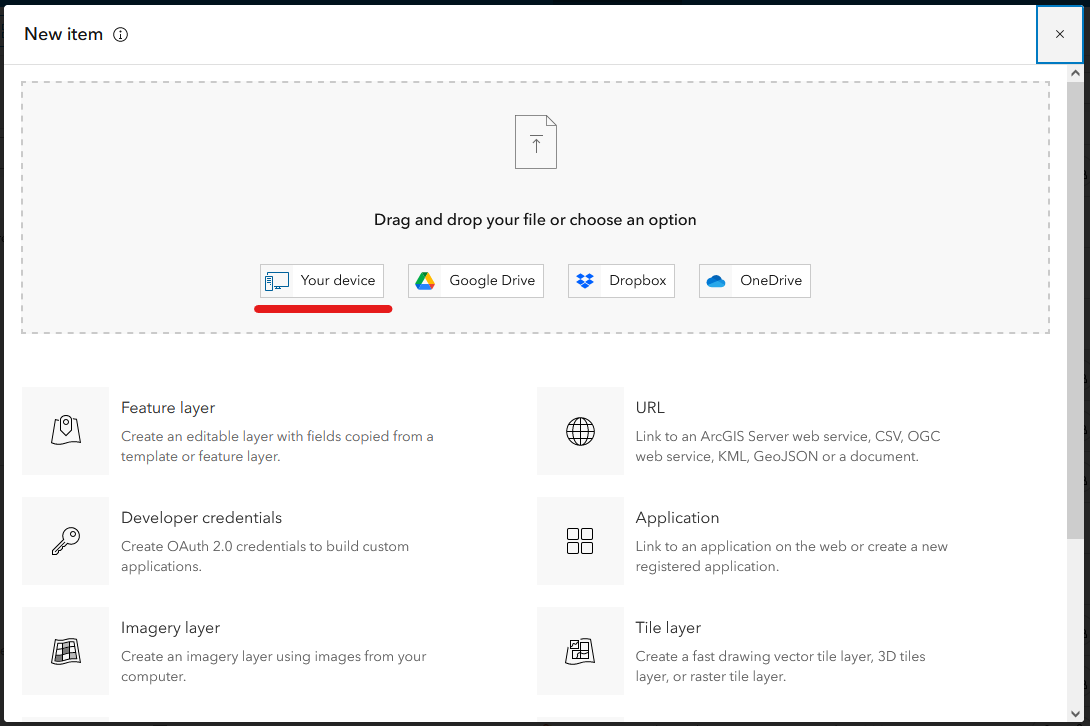 New item
Drag and drop your file or choose an option
Your device
Google Drive
Dropbox
OneDrive
Feature layer
Create an editable layer with fields copied from a
template or feature layer.
URL
Link to an ArcGIS Server web service, CSV, OGC
web service, KML, GeoJSON or a document.
Developer credentials
Create OAuth 2.0 credentials to build custom
applications.
Application
Link to an application on the web or create a new
registered application.
Imagery layer
Create an imagery layer using images from your
computer.
Tile layer
Create a fast drawing vector tile layer, 3D tiles
layer, or raster tile layer.